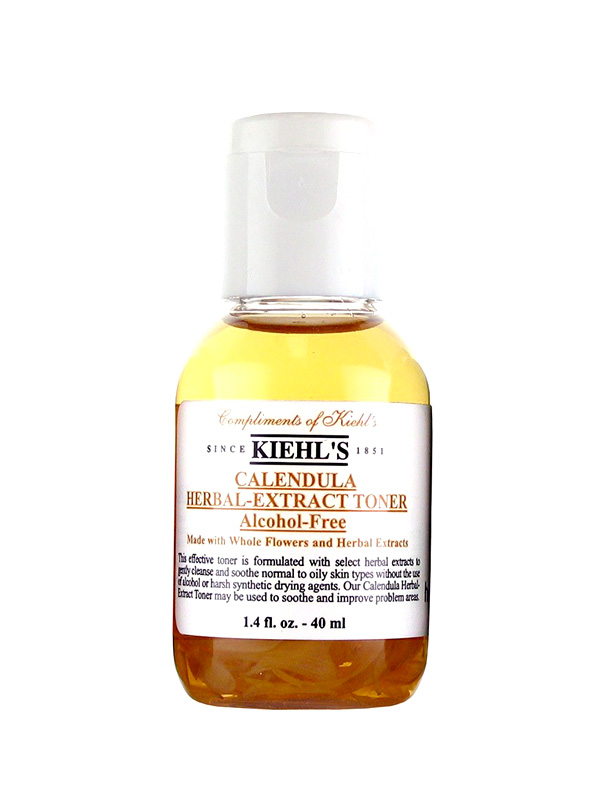 Compliments of Kiehl's
SINCE KIEHL'S 1851
CALENDULA
HERBAL-EXTRACT TONER
Alcohol-Free
Made with Whole Flowers and Herbal Extracts
This effective toner is formulated with select herbal extracts to
gently cleanse and soothe normal to oily skin types without the use
of alcohol or harsh synthetic drying agents. Our Calendula Herbal-
Extract Toner may be used to soothe and improve problem areas.
1.4 fl. oz. - 40 ml